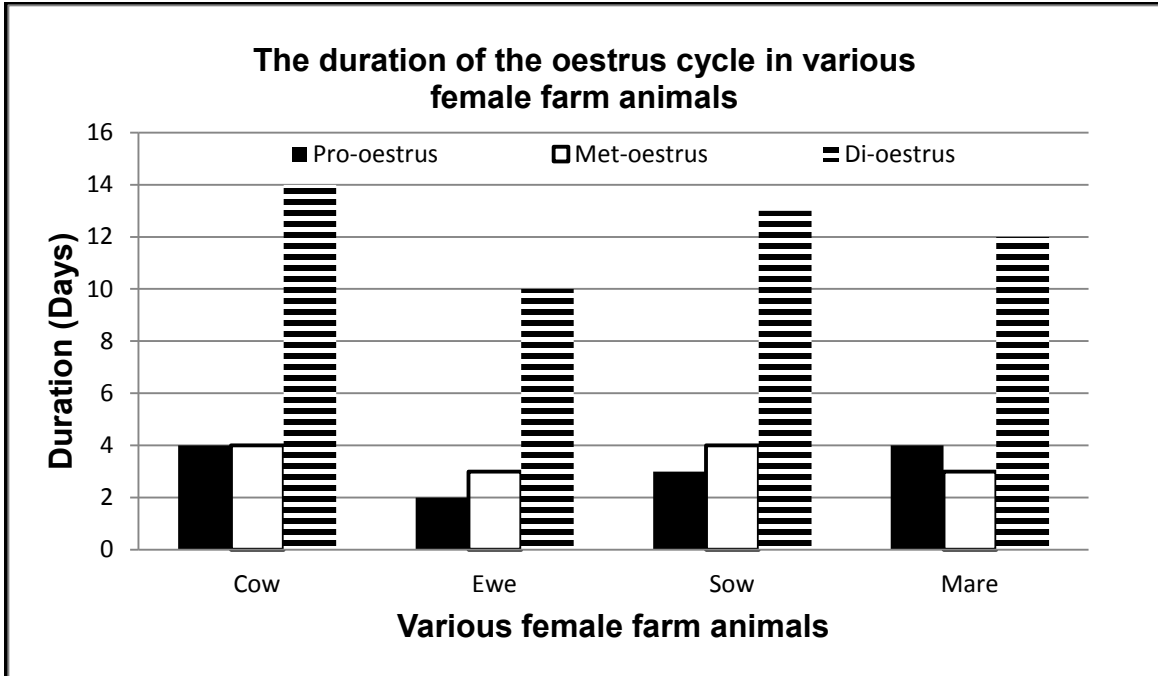 The duration of the oestrus cycle in various
female farm animals
Pro-oestrus Met-oestrus Di-oestrus
16
14
12
10
8
6
4
2
0
Duration (Days)
Cow Ewe Sow Mare
Various female farm animals